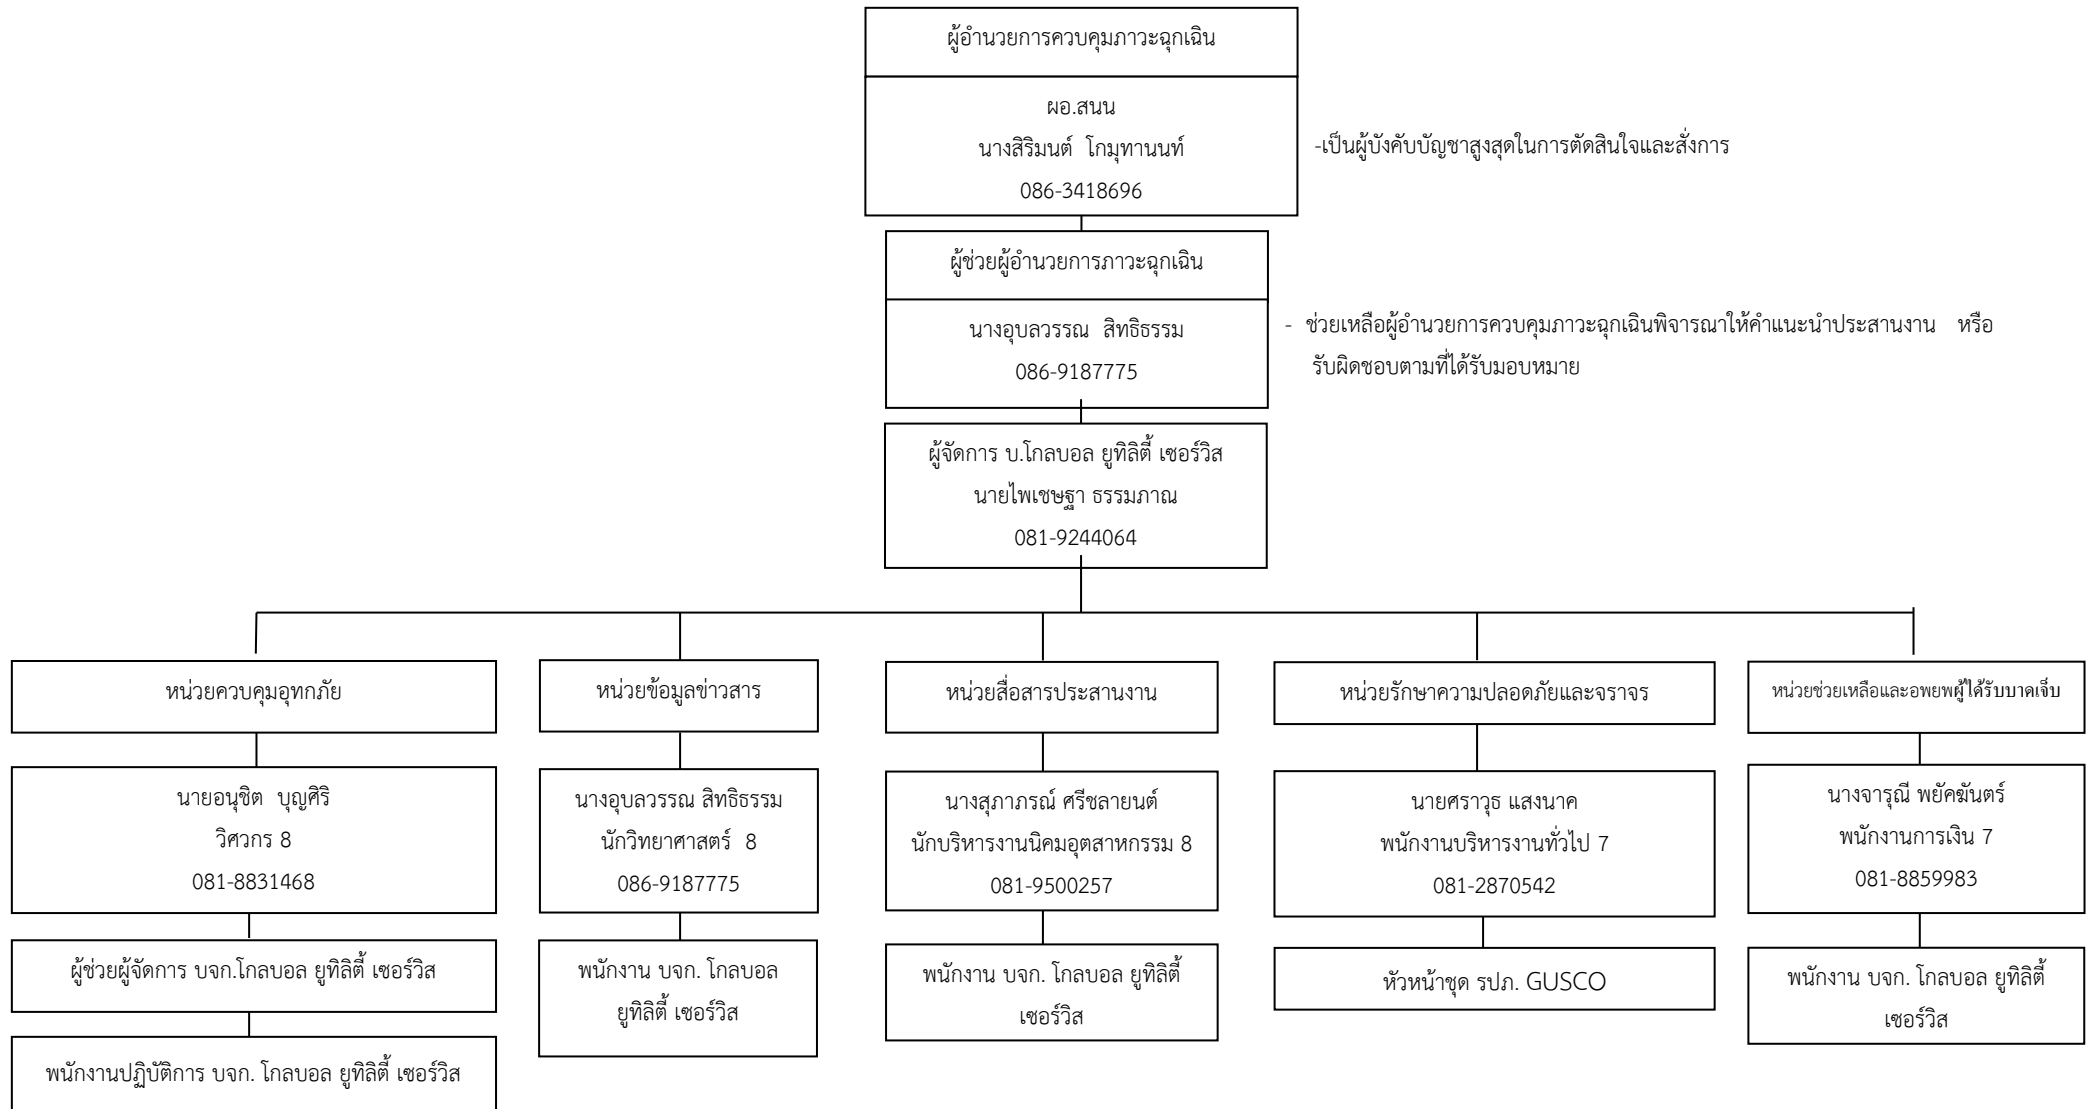 ผู้อำนวยการควบคุมภาวะฉุกเฉิน
ผอ.สนน
นางสิริมนต์ โกมุทานนท์
086-3418696
-เป็นผู้บังคับบัญชาสูงสุดในการตัดสินใจและสั่งการ
ผู้ช่วยผู้อำนวยการภาวะฉุกเฉิน
นางอุบลวรรณ สิทธิธรรม
086-9187775
- ช่วยเหลือผู้อำนวยการควบคุมภาวะฉุกเฉินพิจารณาให้คำแนะนำประสานงาน หรือ
รับผิดชอบตามที่ได้รับมอบหมาย
ผู้จัดการ บ.โกลบอล ยูทิลิตี้ เซอร์วิส
นายไพเชษฐา ธรรมภาณ
081-9244064
หน่วยควบคุมอุทกภัย
นายอนุชิต บุญศิริ
วิศวกร 8
081-8831468
ผู้ช่วยผู้จัดการ บจก.โกลบอล ยูทิลิตี้ เซอร์วิส
พนักงานปฏิบัติการ บจก. โกลบอล ยูทิลิตี้ เซอร์วิส
หน่วยข้อมูลข่าวสาร
นางอุบลวรรณ สิทธิธรรม
นักวิทยาศาสตร์ 8
086-9187775
พนักงาน บจก. โกลบอล
ยูทิลิตี้ เซอร์วิส
หน่วยสื่อสารประสานงาน
นางสุภาภรณ์ ศรีชลายนต์
นักบริหารงานนิคมอุตสาหกรรม 8
081-9500257
พนักงาน บจก. โกลบอล ยูทิลิตี้
เซอร์วิส
หน่วยรักษาความปลอดภัยและจราจร
นายศราวุธ แสงนาค
พนักงานบริหารงานทั่วไป 7
081-2870542
หัวหน้าชุด รปภ. GUSCO
หน่วยช่วยเหลือและอพยพผู้ได้รับบาดเจ็บ
นางจารุณี พยัคฆันตร์
พนักงานการเงิน 7
081-8859983
พนักงาน บจก. โกลบอล ยูทิลิตี้
เซอร์วิส